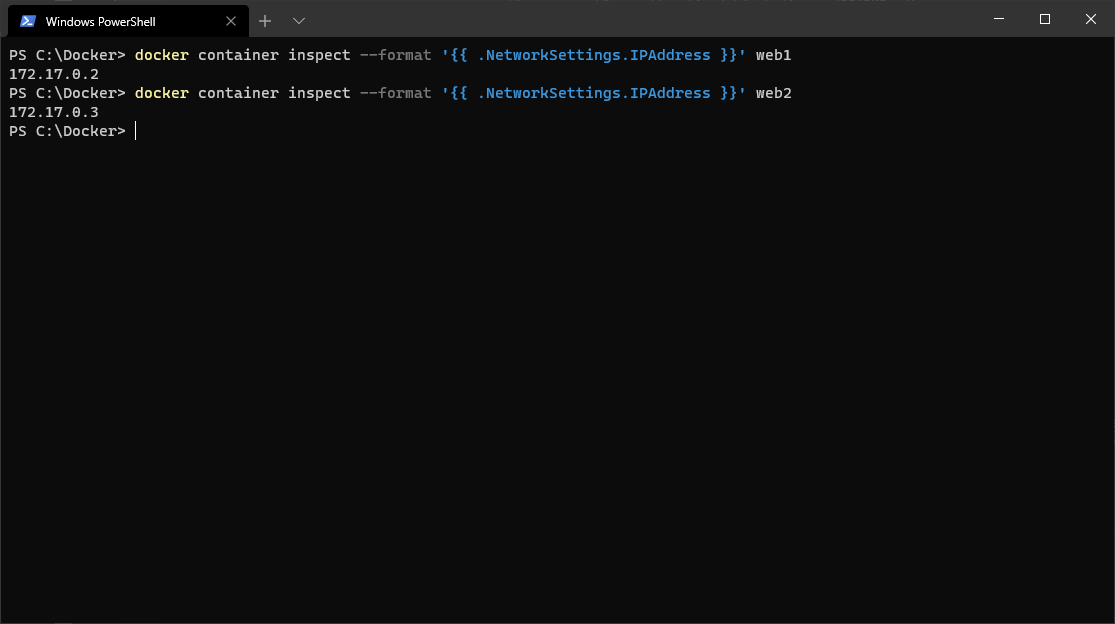 Windows PowerShell
PS C:\Docker> docker container inspect --format '{{ .NetworkSettings.IPAddress }}' web1
172.17.0.2
PS C:\Docker> docker container inspect --format '{{ .NetworkSettings.IPAddress }}' web2
172.17.0.3
PS C:\Docker>